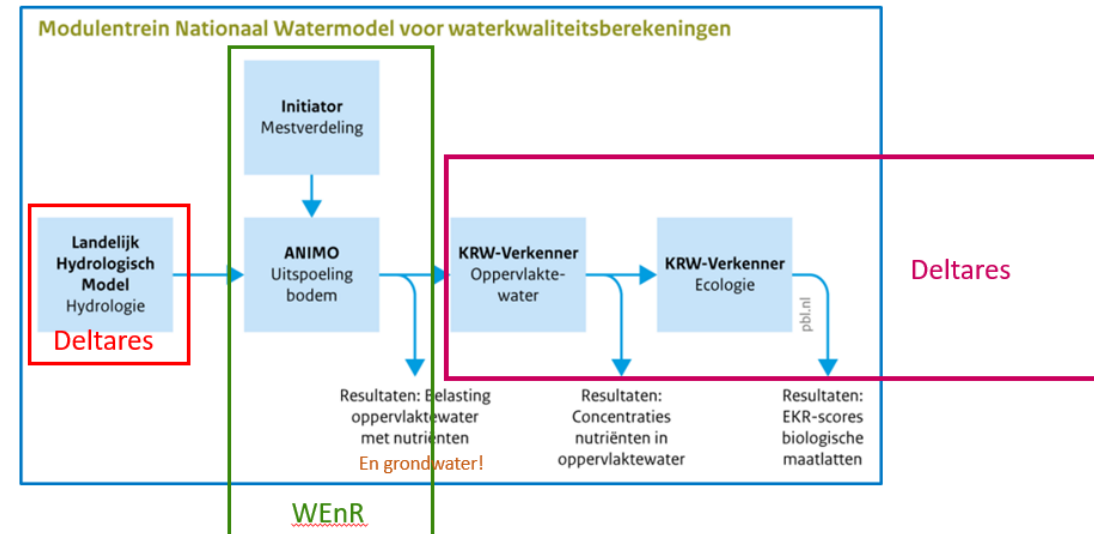 Modulentrein Nationaal Watermodel voor waterkwaliteitsberekeningen
Initiator
Mestverdeling
Landelijk
Hydrologisch
Model
Hydrologie
Deltares
ANIMO
Uitspoeling
bodem
KRW-Verkenner
Oppervlakte-
water
KRW-Verkenner
Ecologie
pbl.nl
Deltares
Resultaten: Belasting
oppervlaktewater
met nutriënten
En grondwater!
Resultaten:
Concentraties
nutriënten in
oppervlaktewater
Resultaten:
EKR-scores
biologische
maatlatten
WEnR